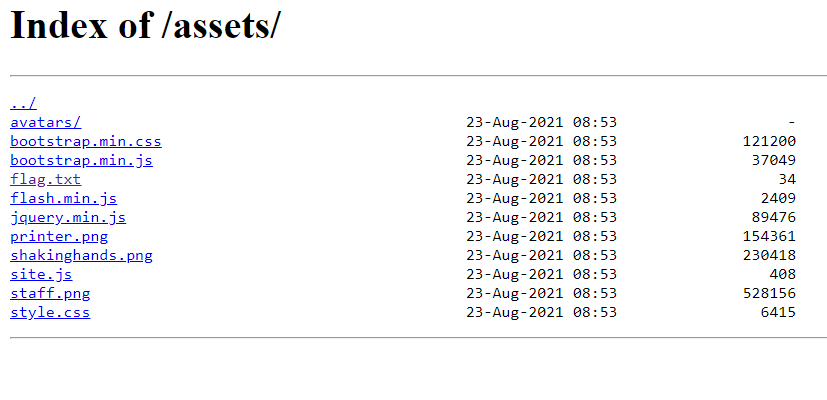 Index of /assets/
../
avatars/ 23-Aug-2021 08:53 -
bootstrap.min.css 23-Aug-2021 08:53 121200
bootstrap.min.js 23-Aug-2021 08:53 37049
flag.txt 23-Aug-2021 08:53 34
flash.min.js 23-Aug-2021 08:53 2409
jquery.min.js 23-Aug-2021 08:53 89476
printer.png 23-Aug-2021 08:53 154361
shakinghands.png 23-Aug-2021 08:53 230418
site.js 23-Aug-2021 08:53 408
staff.png 23-Aug-2021 08:53 528156
style.css 23-Aug-2021 08:53 6415